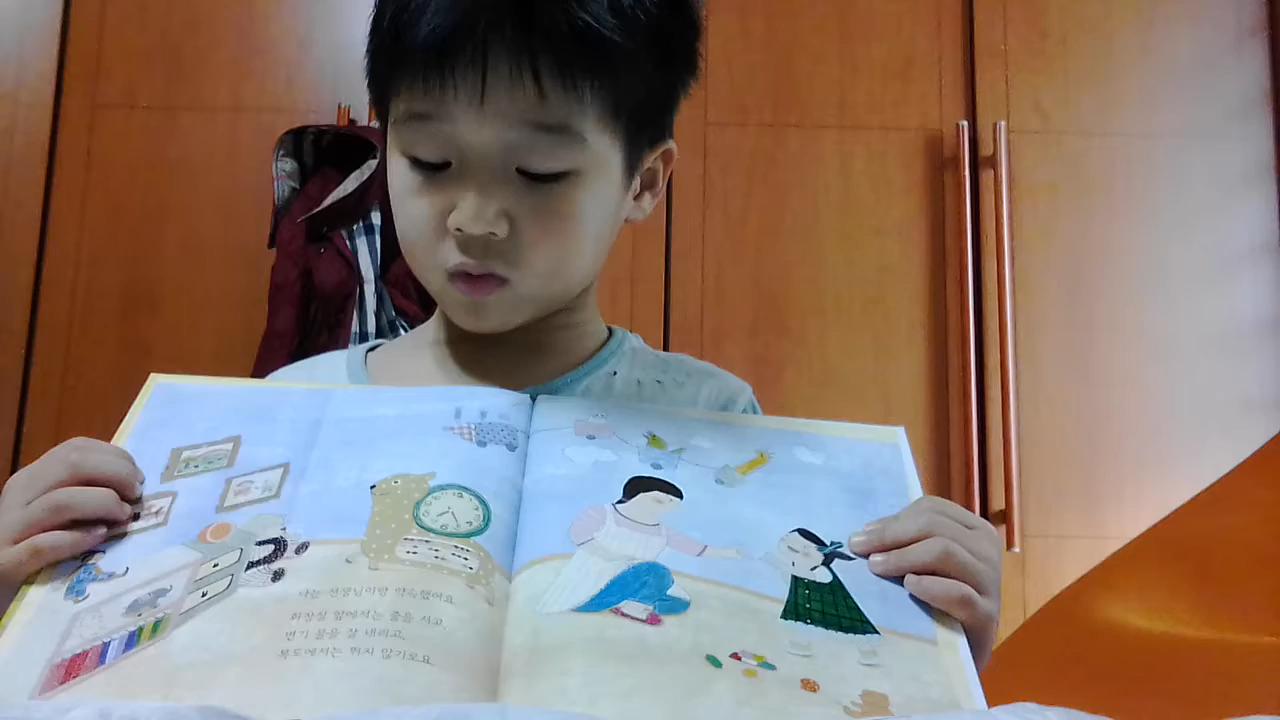 나는 선생님이랑 약속했어요.
화장실 앞에서는 줄을 서고,
변기 물을 잘 내리고,
복도에서는 뛰지 않기로요.